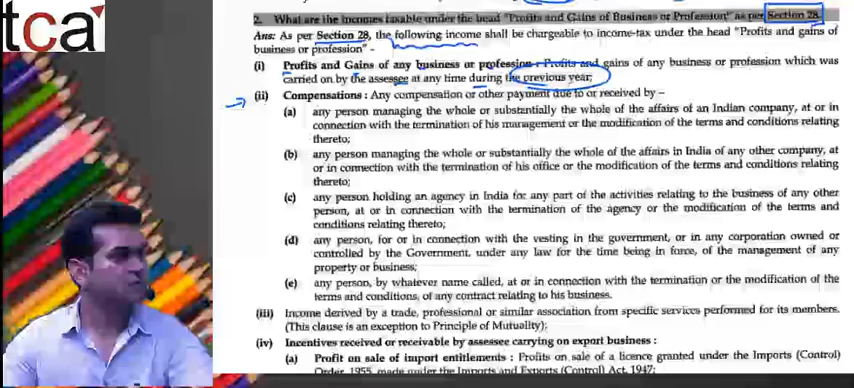 tca
2. What are the incomes taxable under the head "Profits and Gains of Business or Profession" as per Section 28.
Ans: As per Section 28, the following income shall be chargeable to income-tax under the head "Profits and gains of
business or profession" -
(i) Profits and Gains of any business or profession : Profits and gains of any business or profession which was
carried on by the assessee at any time during the previous year;
(ii) Compensations : Any compensation or other payment due to or received by –
(a) any person managing the whole or substantially the whole of the affairs of an Indian company, at or in
connection with the termination of his management or the modification of the terms and conditions relating
thereto;
(b) any person managing the whole or substantially the whole of the affairs in India of any other company, at
or in connection with the termination of his office or the modification of the terms and conditions relating
thereto;
(c) any person holding an agency in India for any part of the activities relating to the business of any other
person, at or in connection with the termination of the agency or the modification of the terms and
conditions relating thereto;
(d) any person, for or in connection with the vesting in the government, or in any corporation owned or
controlled by the Government, under any law for the time being in force, of the management of any
property or business;
(e) any person, by whatever name called, at or in connection with the termination or the modification of the
terms and conditions, of any contract relating to his business.
(iii) Income derived by a trade, professional or similar association from specific services performed for its members.
(This clause is an exception to Principle of Mutuality);
(iv) Incentives received or receivable by assessee carrying on export business :
(a) Profit on sale of import entitlements : Profits on sale of a licence granted under the Imports (Control)
Order, 1955, made under the Imports and Exports (Control) Act, 1947;